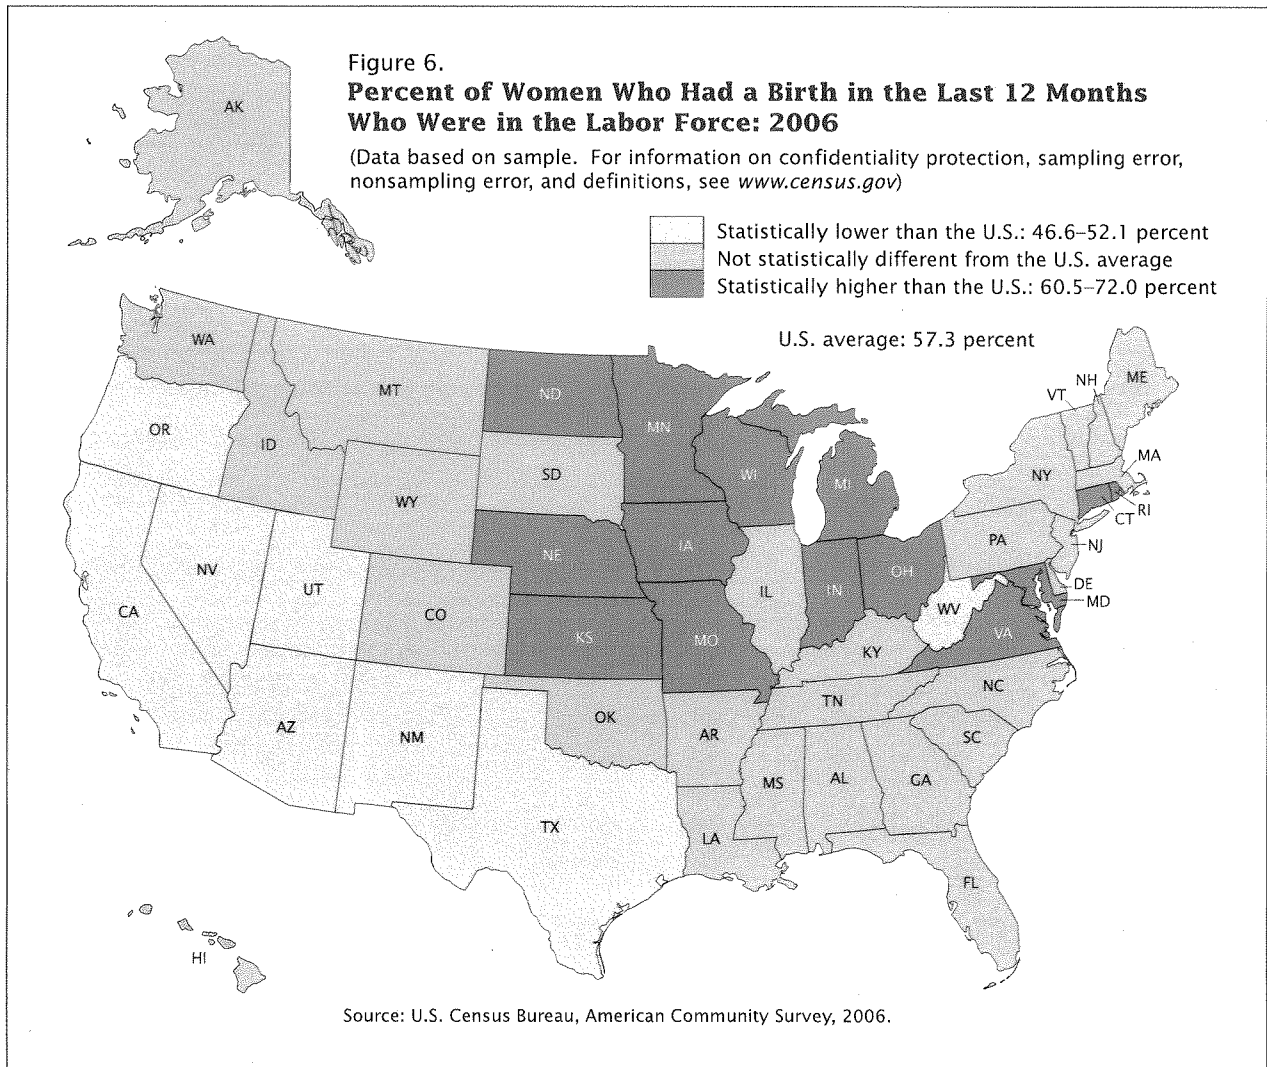 Figure 6.
Percent of Women Who Had a Birth in the Last 12 Months
Who Were in the Labor Force: 2006
(Data based on sample. For information on confidentiality protection, sampling error,
nonsampling error, and definitions, see www.census.gov)
Statistically lower than the U.S.: 46.6–52.1 percent
Not statistically different from the U.S. average
Statistically higher than the U.S.: 60.5–72.0 percent
U.S. average: 57.3 percent
AK
WA
MT
ND
MN
VT
NH
ME
OR
ID
WY
SD
WI
MI
NY
MA
RI
CT
NV
UT
CO
NE
IA
IL
IN
OH
PA
NJ
DE
MD
CA
KS
MO
KY
WV
VA
AZ
NM
OK
AR
TN
NC
SC
TX
LA
MS
AL
GA
FL
HI
Source: U.S. Census Bureau, American Community Survey, 2006.